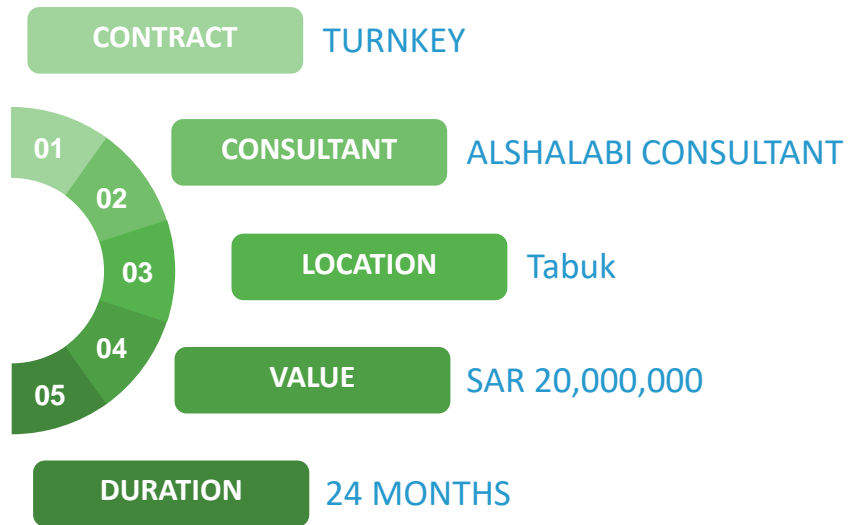 CONTRACT TURNKEY
01
CONSULTANT ALSHALABI CONSULTANT
02
LOCATION Tabuk
03
04
VALUE SAR 20,000,000
05
DURATION 24 MONTHS